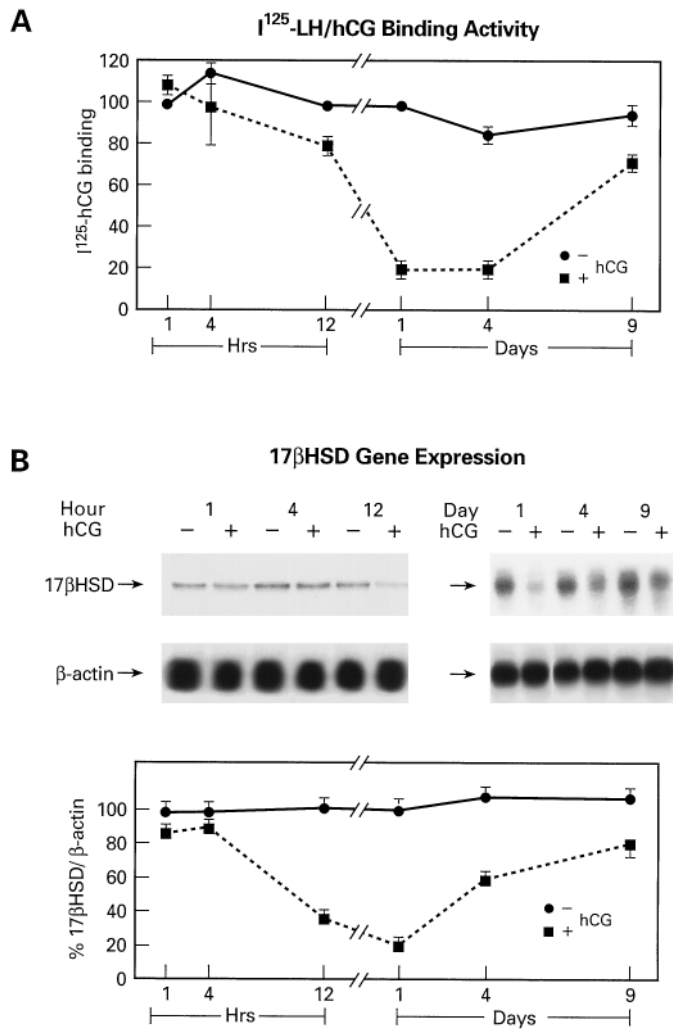 A
I¹²⁵-LH/hCG Binding Activity
I¹²⁵-hCG binding
120
100
80
60
40
20
0
– hCG
+
1 4 12 1 4 9
Hrs Days
B
17βHSD Gene Expression
Hour 1 4 12 Day 1 4 9
hCG – + – + – + hCG – + – + – +
17βHSD
β-actin
% 17βHSD/ β-actin
100
80
60
40
20
0
– hCG
+
1 4 12 1 4 9
Hrs Days